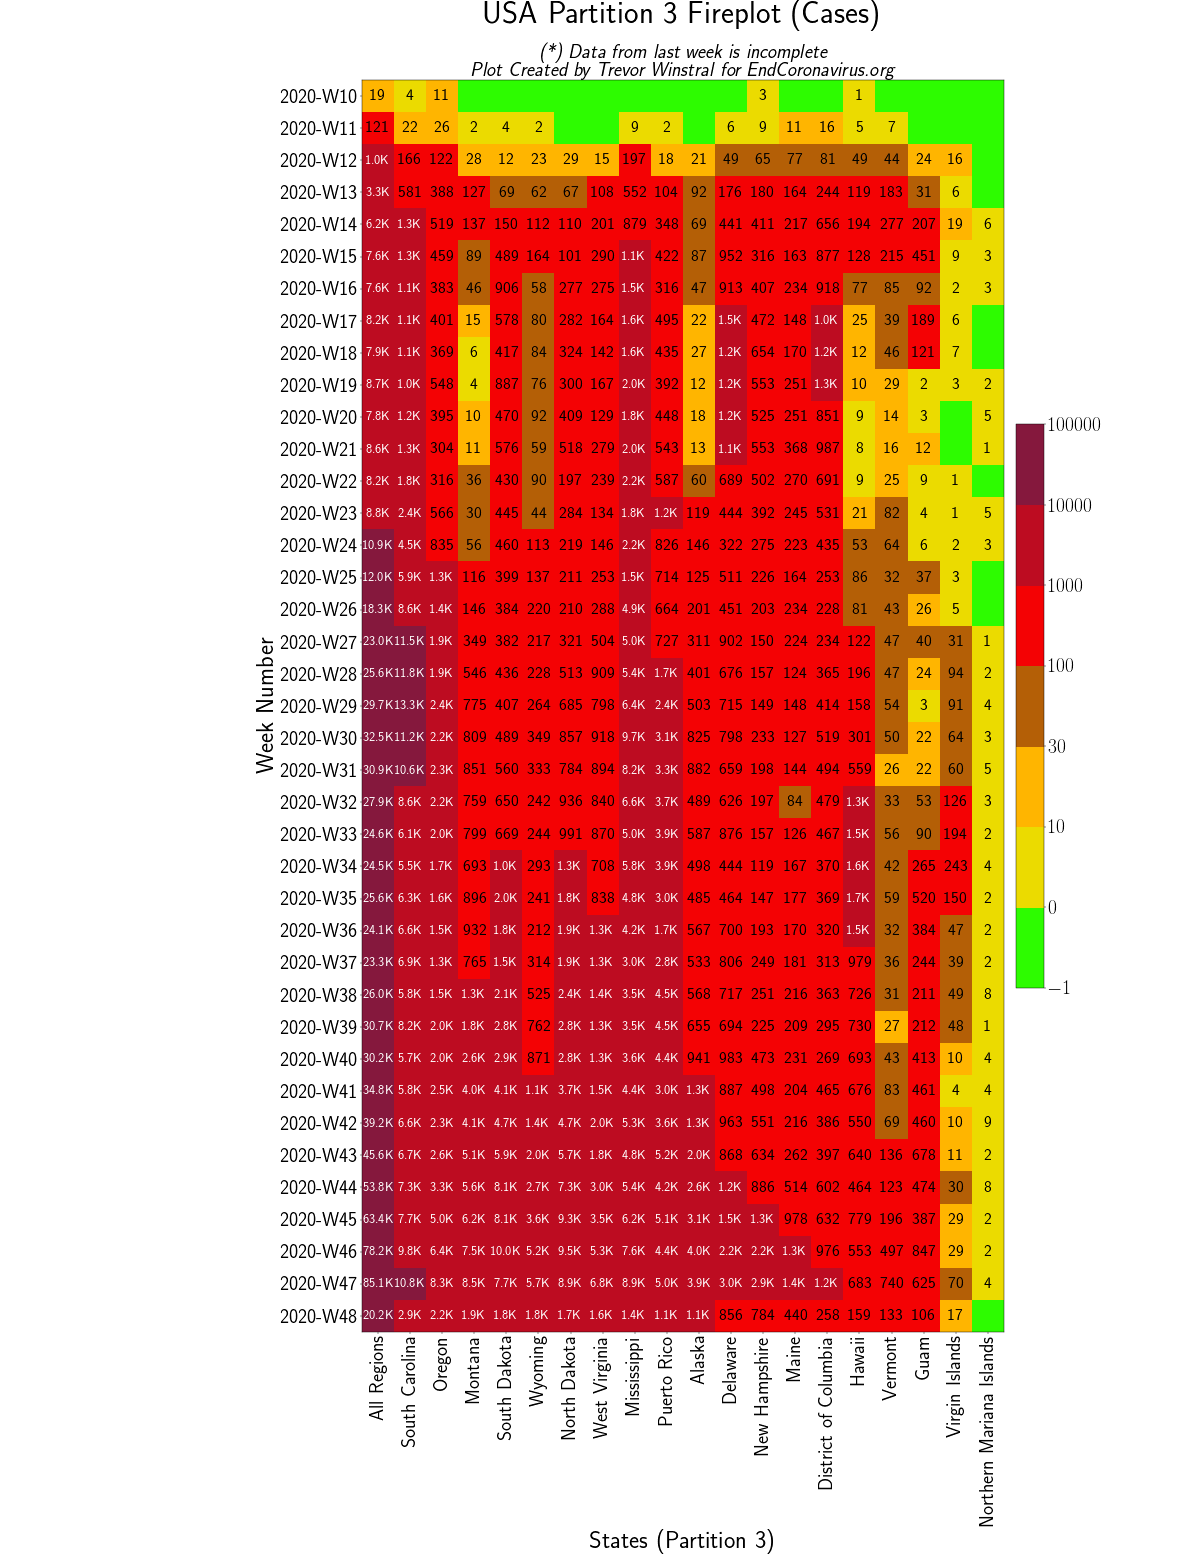 USA Partition 3 Fireplot (Cases)
(*) Data from last week is incomplete
Plot Created by Trevor Winstral for EndCoronavirus.org
2020-W10 19 4 11 3 1
2020-W11 121 22 26 2 4 2 9 2 6 9 11 16 5 7
2020-W12 1.0K 166 122 28 12 23 29 15 197 18 21 49 65 77 81 49 44 24 16
2020-W13 3.3K 581 388 127 69 62 67 108 552 104 92 176 180 164 244 119 183 31 6
2020-W14 6.2K 1.3K 519 137 150 112 110 201 879 348 69 441 411 217 656 194 277 207 19 6
2020-W15 7.6K 1.3K 459 89 489 164 101 290 1.1K 422 87 952 316 163 877 128 215 451 9 3
2020-W16 7.6K 1.1K 383 46 906 58 277 275 1.5K 316 47 913 407 234 918 77 85 92 2 3
2020-W17 8.2K 1.1K 401 15 578 80 282 164 1.6K 495 22 1.5K 472 148 1.0K 25 39 189 6
2020-W18 7.9K 1.1K 369 6 417 84 324 142 1.6K 435 27 1.2K 654 170 1.2K 12 46 121 7
2020-W19 8.7K 1.0K 548 4 887 76 300 167 2.0K 392 12 1.2K 553 251 1.3K 10 29 2 3 2
2020-W20 7.8K 1.2K 395 10 470 92 409 129 1.8K 448 18 1.2K 525 251 851 9 14 3 5
2020-W21 8.6K 1.3K 304 11 576 59 518 279 2.0K 543 13 1.1K 553 368 987 8 16 12 1
2020-W22 8.2K 1.8K 316 36 430 90 197 239 2.2K 587 60 689 502 270 691 9 25 9 1
2020-W23 8.8K 2.4K 566 30 445 44 284 134 1.8K 1.2K 119 444 392 245 531 21 82 4 1 5
2020-W24 10.9K 4.5K 835 56 460 113 219 146 2.2K 826 146 322 275 223 435 53 64 6 2 3
2020-W25 12.0K 5.9K 1.3K 116 399 137 211 253 1.5K 714 125 511 226 164 253 86 32 37 3
2020-W26 18.3K 8.6K 1.4K 146 384 220 210 288 4.9K 664 201 451 203 234 228 81 43 26 5
2020-W27 23.0K 11.5K 1.9K 349 382 217 321 504 5.0K 727 311 902 150 224 234 122 47 40 31 1
2020-W28 25.6K 11.8K 1.9K 546 436 228 513 909 5.4K 1.7K 401 676 157 124 365 196 47 24 94 2
2020-W29 29.7K 13.3K 2.4K 775 407 264 685 798 6.4K 2.4K 503 715 149 148 414 158 54 3 91 4
2020-W30 32.5K 11.2K 2.2K 809 489 349 857 918 9.7K 3.1K 825 798 233 127 519 301 50 22 64 3
2020-W31 30.9K 10.6K 2.3K 851 560 333 784 894 8.2K 3.3K 882 659 198 144 494 559 26 22 60 5
2020-W32 27.9K 8.6K 2.2K 759 650 242 936 840 6.6K 3.7K 489 626 197 84 479 1.3K 33 53 126 3
2020-W33 24.6K 6.1K 2.0K 799 669 244 991 870 5.0K 3.9K 587 876 157 126 467 1.5K 56 90 194 2
2020-W34 24.5K 5.5K 1.7K 693 1.0K 293 1.3K 708 5.8K 3.9K 498 444 119 167 370 1.6K 42 265 243 4
2020-W35 25.6K 6.3K 1.6K 896 2.0K 241 1.8K 838 4.8K 3.0K 485 464 147 177 369 1.7K 59 520 150 2
2020-W36 24.1K 6.6K 1.5K 932 1.8K 212 1.9K 1.3K 4.2K 1.7K 567 700 193 170 320 1.5K 32 384 47 2
2020-W37 23.3K 6.9K 1.3K 765 1.5K 314 1.9K 1.3K 3.0K 2.8K 533 806 249 181 313 979 36 244 39 2
2020-W38 26.0K 5.8K 1.5K 1.3K 2.1K 525 2.4K 1.4K 3.5K 4.5K 568 717 251 216 363 726 31 211 49 8
2020-W39 30.7K 8.2K 2.0K 1.8K 2.8K 762 2.8K 1.3K 3.5K 4.5K 655 694 225 209 295 730 27 212 48 1
2020-W40 30.2K 5.7K 2.0K 2.6K 2.9K 871 2.8K 1.3K 3.6K 4.4K 941 983 473 231 269 693 43 413 10 4
2020-W41 34.8K 5.8K 2.5K 4.0K 4.1K 1.1K 3.7K 1.5K 4.4K 3.0K 1.3K 887 498 204 465 676 83 461 4 4
2020-W42 39.2K 6.6K 2.3K 4.1K 4.7K 1.4K 4.7K 2.0K 5.3K 3.6K 1.3K 963 551 216 386 550 69 460 10 9
2020-W43 45.6K 6.7K 2.6K 5.1K 5.9K 2.0K 5.7K 1.8K 4.8K 5.2K 2.0K 868 634 262 397 640 136 678 11 2
2020-W44 53.8K 7.3K 3.3K 5.6K 8.1K 2.7K 7.3K 3.0K 5.4K 4.2K 2.6K 1.2K 886 514 602 464 123 474 30 8
2020-W45 63.4K 7.7K 5.0K 6.2K 8.1K 3.6K 9.3K 3.5K 6.2K 5.1K 3.1K 1.5K 1.3K 978 632 779 196 387 29 2
2020-W46 78.2K 9.8K 6.4K 7.5K 10.0K 5.2K 9.5K 5.3K 7.6K 4.4K 4.0K 2.2K 2.2K 1.3K 976 553 497 847 29 2
2020-W47 85.1K 10.8K 8.3K 8.5K 7.7K 5.7K 8.9K 6.8K 8.9K 5.0K 3.9K 3.0K 2.9K 1.4K 1.2K 683 740 625 70 4
2020-W48 20.2K 2.9K 2.2K 1.9K 1.8K 1.8K 1.7K 1.6K 1.4K 1.1K 1.1K 856 784 440 258 159 133 106 17
Week Number
All Regions
South Carolina
Oregon
Montana
South Dakota
Wyoming
North Dakota
West Virginia
Mississippi
Puerto Rico
Alaska
Delaware
New Hampshire
Maine
District of Columbia
Hawaii
Vermont
Guam
Virgin Islands
Northern Mariana Islands
States (Partition 3)
100000
10000
1000
100
30
10
0
−1